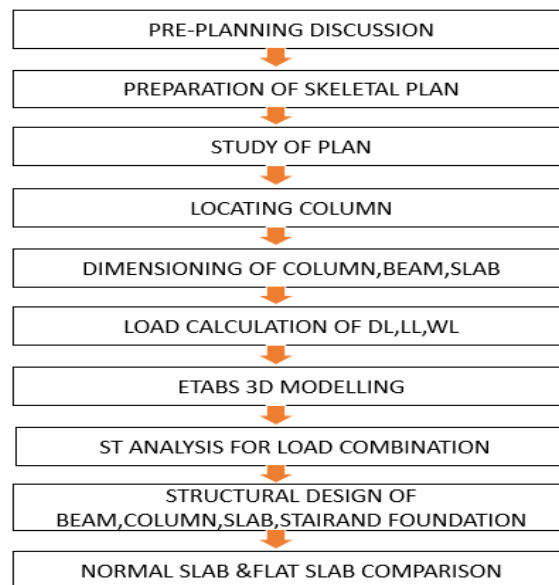 PRE-PLANNING DISCUSSION
PREPARATION OF SKELETAL PLAN
STUDY OF PLAN
LOCATING COLUMN
DIMENSIONING OF COLUMN,BEAM,SLAB
LOAD CALCULATION OF DL,LL,WL
ETABS 3D MODELLING
ST ANALYSIS FOR LOAD COMBINATION
STRUCTURAL DESIGN OF
BEAM,COLUMN,SLAB,STAIRAND FOUNDATION
NORMAL SLAB &FLAT SLAB COMPARISON